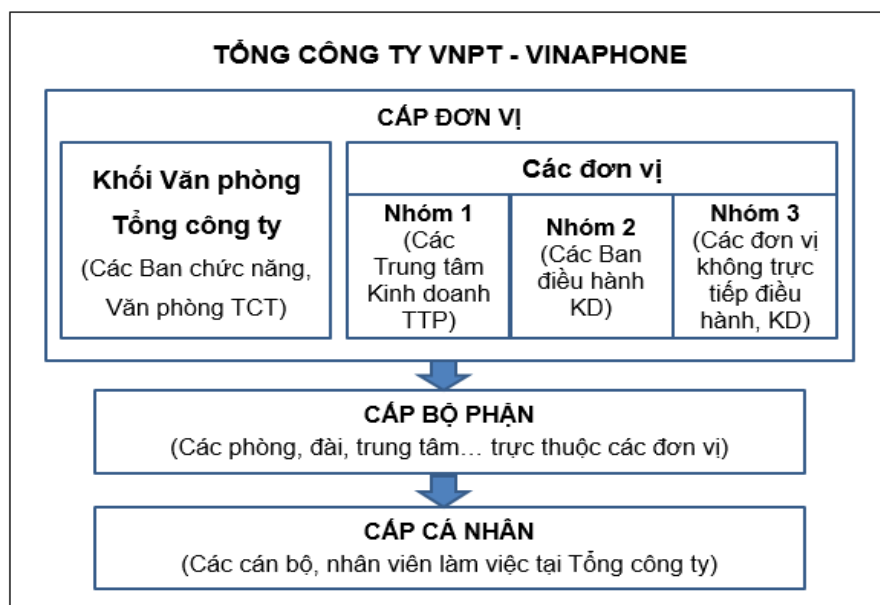 TỔNG CÔNG TY VNPT - VINAPHONE
CẤP ĐƠN VỊ
Khối Văn phòng
Tổng công ty
(Các Ban chức năng,
Văn phòng TCT)
Các đơn vị
Nhóm 1
(Các
Trung tâm
Kinh doanh
TTP)
Nhóm 2
(Các Ban
điều hành
KD)
Nhóm 3
(Các đơn vị
không trực
tiếp điều
hành, KD)
CẤP BỘ PHẬN
(Các phòng, đài, trung tâm… trực thuộc các đơn vị)
CẤP CÁ NHÂN
(Các cán bộ, nhân viên làm việc tại Tổng công ty)